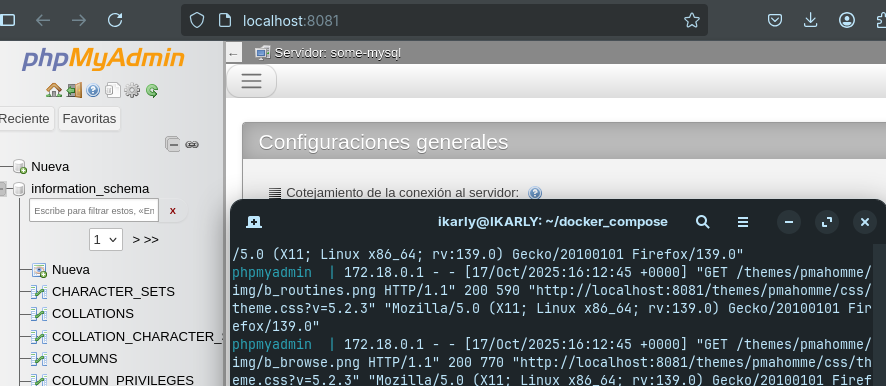 localhost:8081
phpMyAdmin
Reciente Favoritas
Nueva
information_schema
Escribe para filtrar estos, «En X
1 > >>
Nueva
CHARACTER_SETS
COLLATIONS
COLLATION_CHARACTER_
COLUMNS
COLUMN_PRIVILEGES
← Servidor: some-mysql
Configuraciones generales
Cotejamiento de la conexión al servidor:
ikarly@IKARLY: ~/docker_compose
/5.0 (X11; Linux x86_64; rv:139.0) Gecko/20100101 Firefox/139.0"
phpmyadmin | 172.18.0.1 - - [17/Oct/2025:16:12:45 +0000] "GET /themes/pmahomme/
img/b_routines.png HTTP/1.1" 200 590 "http://localhost:8081/themes/pmahomme/css/
theme.css?v=5.2.3" "Mozilla/5.0 (X11; Linux x86_64; rv:139.0) Gecko/20100101 Fir
efox/139.0"
phpmyadmin | 172.18.0.1 - - [17/Oct/2025:16:12:45 +0000] "GET /themes/pmahomme/
img/b_browse.png HTTP/1.1" 200 770 "http://localhost:8081/themes/pmahomme/css/th
eme.css?v=5.2.3" "Mozilla/5.0 (X11; Linux x86_64; rv:139.0) Gecko/20100101 Firef